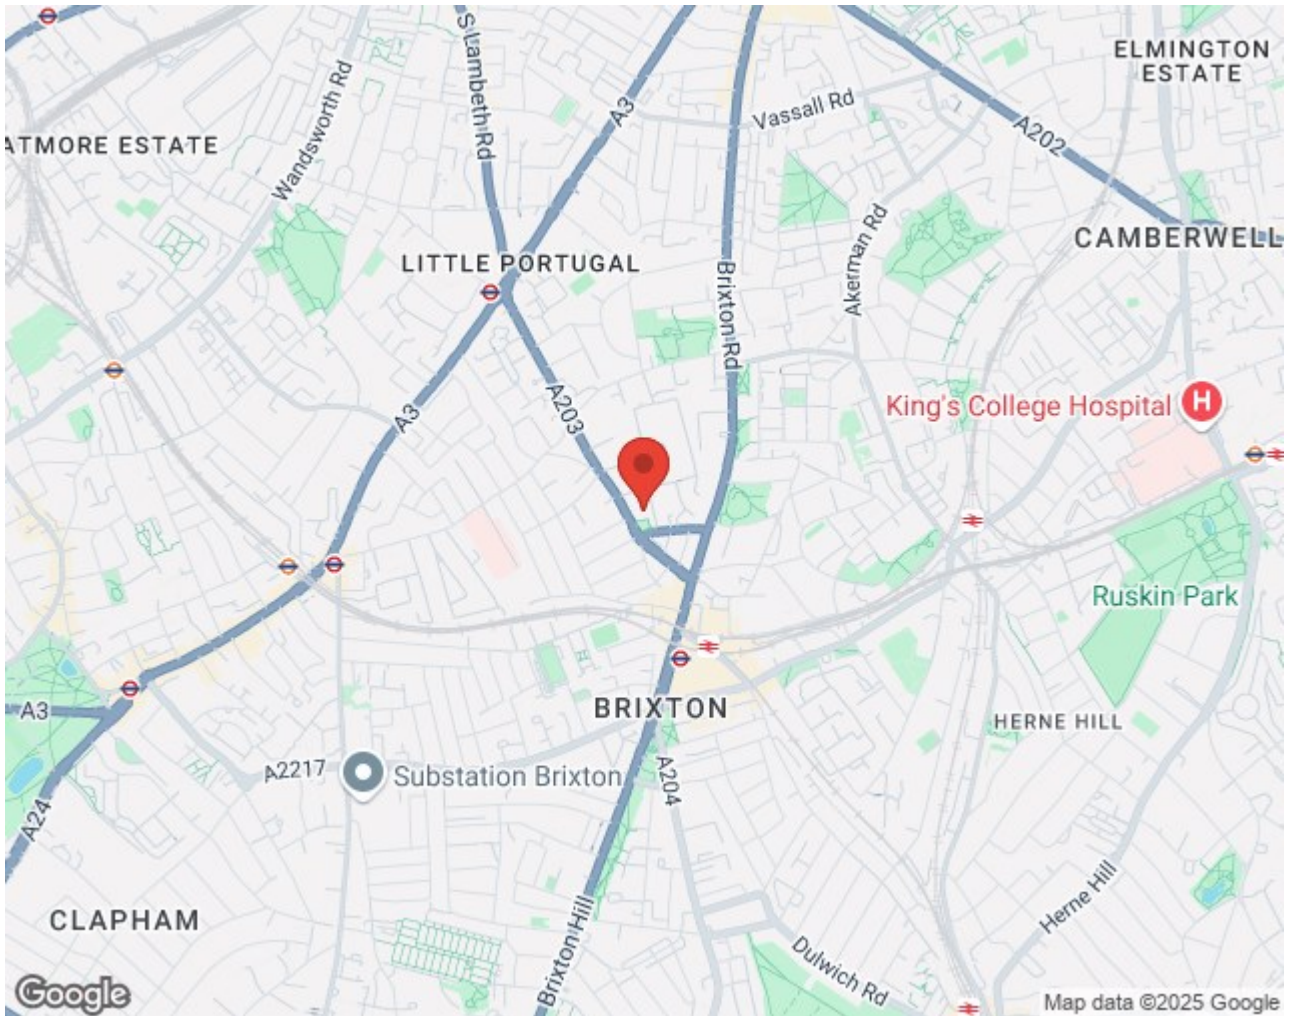 ELMINGTON
ESTATE
S Lambeth Rd
A3
Vassall Rd
A202
ATMORE ESTATE
Wandsworth Rd
CAMBERWELL
LITTLE PORTUGAL
Akerman Rd
Brixton Rd
A203
A3
King's College Hospital
H
Ruskin Park
BRIXTON
A3
HERNE HILL
A2217
Substation Brixton
A204
A24
CLAPHAM
Herne Hill
Brixton Hill
Dulwich Rd
Google
Map data ©2025 Google